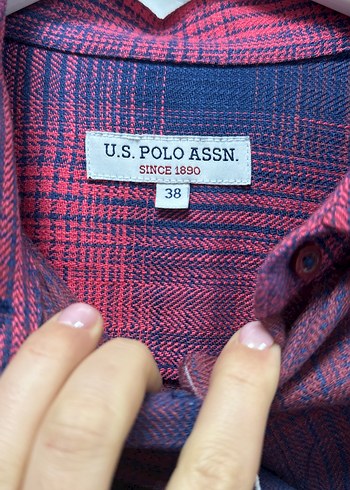 U.S. POLO ASSN.
SINCE 1890
38